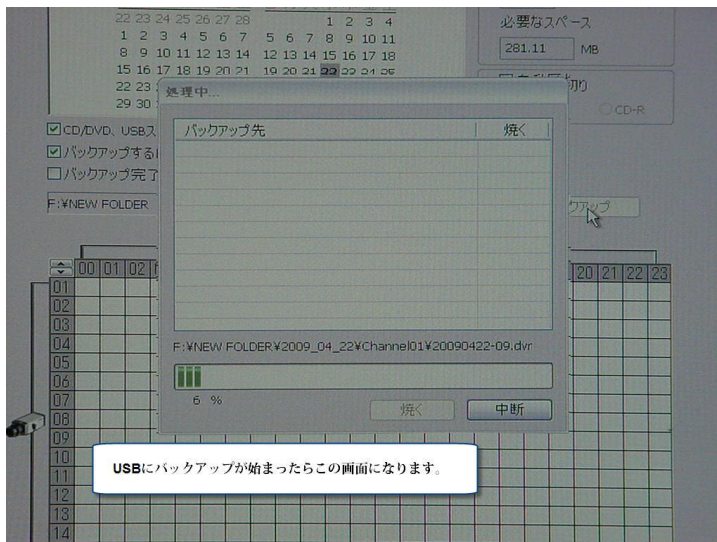 22 23 24 25 26 27 28 1 2 3 4
1 2 3 4 5 6 7 5 6 7 8 9 10 11
8 9 10 11 12 13 14 12 13 14 15 16 17 18
15 16 17 18 19 20 21 19 20 21 22 23 24 25
22 23
29 30
必要なスペース
281.11 MB
CD-R
CD/DVD、USBス
バックアップする
バックアップ完了
F:¥NEW FOLDER
クアップ
処理中...
バックアップ先 焼く
F:¥NEW FOLDER¥2009_04_22¥Channel01¥20090422-09.dvr
6 %
焼く 中断
00 01 02 20 21 22 23
01
02
03
04
05
06
07
08
09
10
11
12
13
14
USBにバックアップが始まったらこの画面になります。